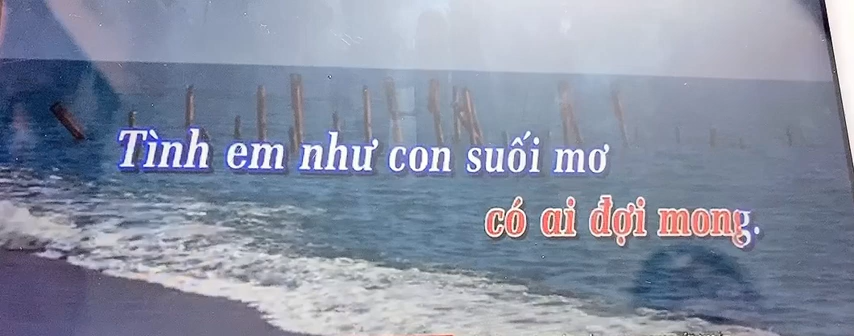 Tình em như con suối mơ
có ai đợi mong.